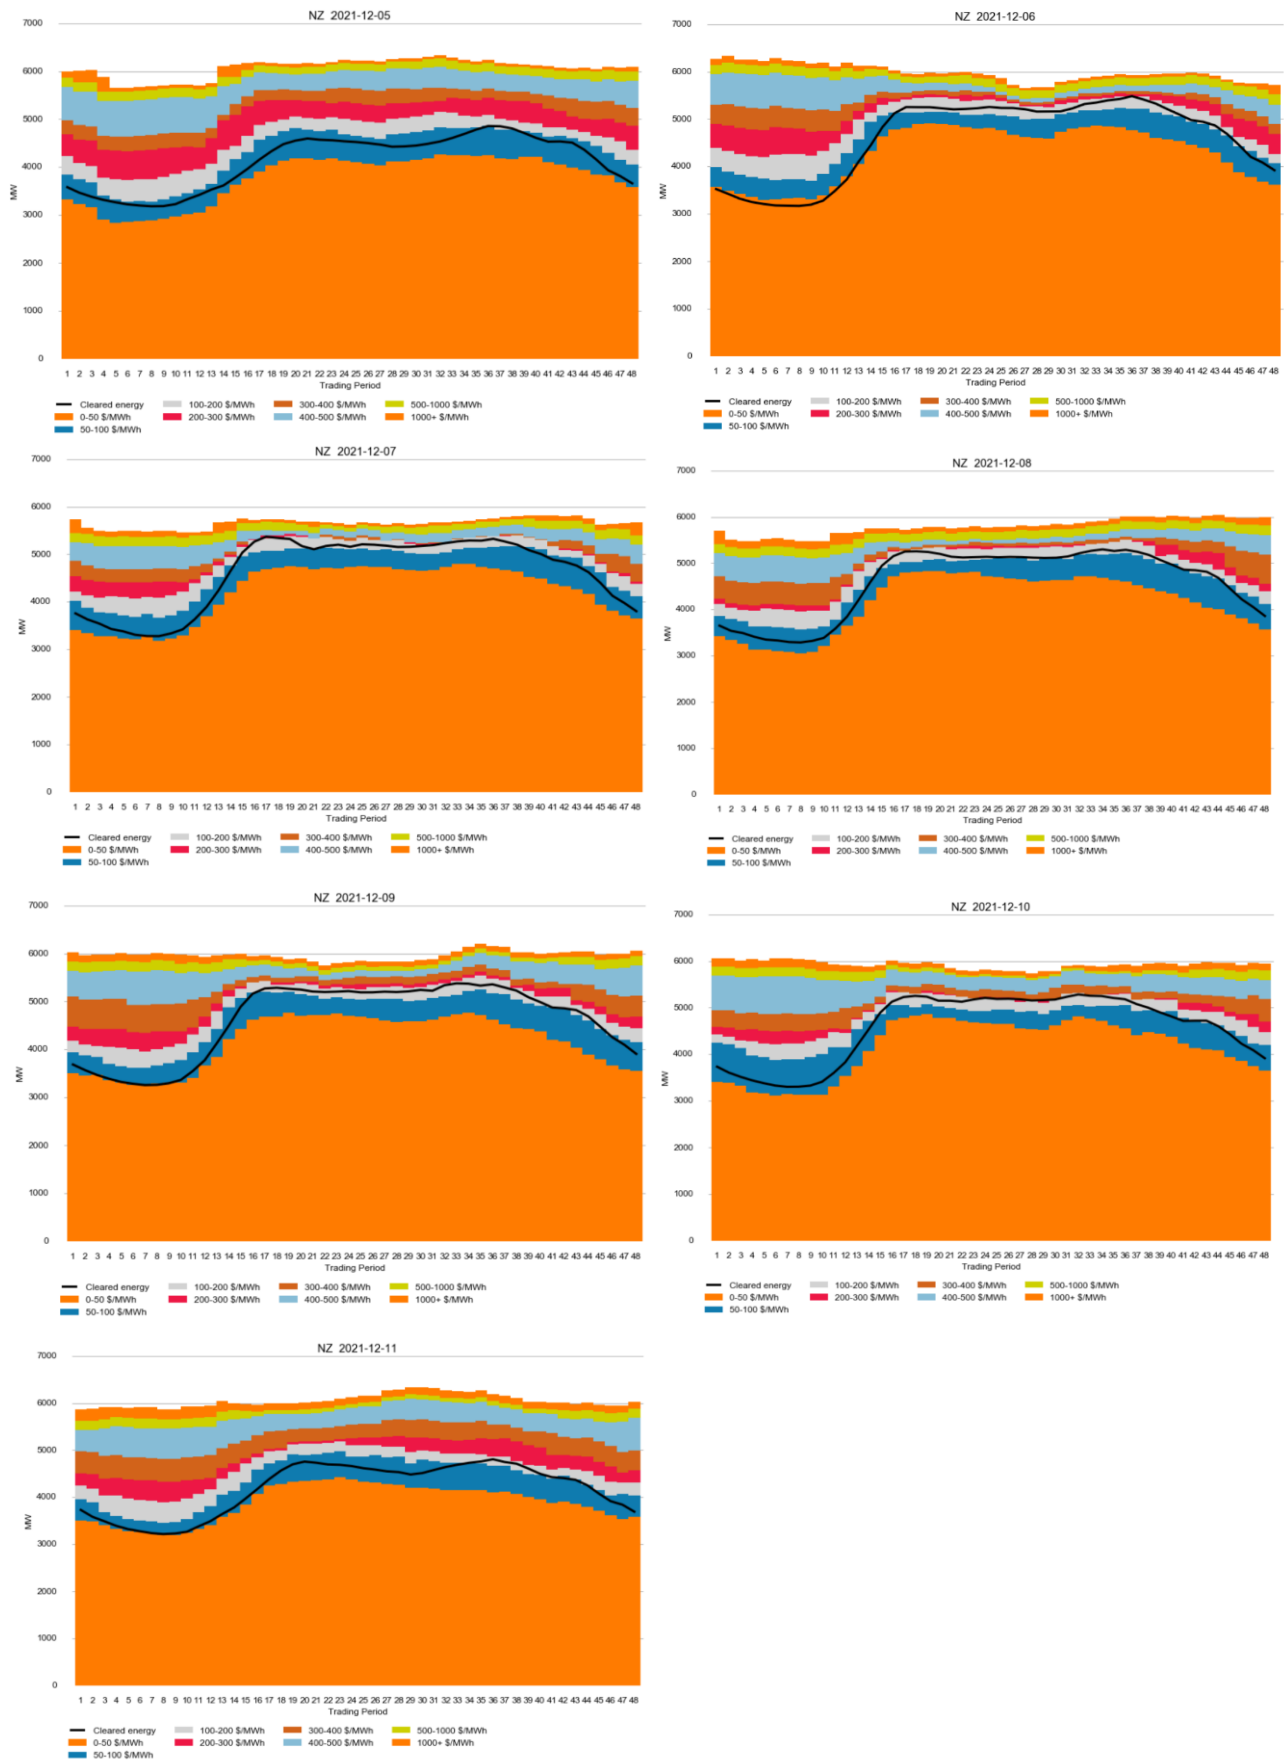 NZ 2021-12-05
7000
6000
5000
4000
3000
2000
1000
0
MW
1 2 3 4 5 6 7 8 9 10 11 12 13 14 15 16 17 18 19 20 21 22 23 24 25 26 27 28 29 30 31 32 33 34 35 36 37 38 39 40 41 42 43 44 45 46 47 48
Trading Period
Cleared energy 100-200 $/MWh 300-400 $/MWh 500-1000 $/MWh
0-50 $/MWh 200-300 $/MWh 400-500 $/MWh 1000+ $/MWh
50-100 $/MWh
NZ 2021-12-06
7000
6000
5000
4000
3000
2000
1000
0
MW
1 2 3 4 5 6 7 8 9 10 11 12 13 14 15 16 17 18 19 20 21 22 23 24 25 26 27 28 29 30 31 32 33 34 35 36 37 38 39 40 41 42 43 44 45 46 47 48
Trading Period
Cleared energy 100-200 $/MWh 300-400 $/MWh 500-1000 $/MWh
0-50 $/MWh 200-300 $/MWh 400-500 $/MWh 1000+ $/MWh
50-100 $/MWh
NZ 2021-12-07
7000
6000
5000
4000
3000
2000
1000
0
MW
1 2 3 4 5 6 7 8 9 10 11 12 13 14 15 16 17 18 19 20 21 22 23 24 25 26 27 28 29 30 31 32 33 34 35 36 37 38 39 40 41 42 43 44 45 46 47 48
Trading Period
Cleared energy 100-200 $/MWh 300-400 $/MWh 500-1000 $/MWh
0-50 $/MWh 200-300 $/MWh 400-500 $/MWh 1000+ $/MWh
50-100 $/MWh
NZ 2021-12-08
7000
6000
5000
4000
3000
2000
1000
0
MW
1 2 3 4 5 6 7 8 9 10 11 12 13 14 15 16 17 18 19 20 21 22 23 24 25 26 27 28 29 30 31 32 33 34 35 36 37 38 39 40 41 42 43 44 45 46 47 48
Trading Period
Cleared energy 100-200 $/MWh 300-400 $/MWh 500-1000 $/MWh
0-50 $/MWh 200-300 $/MWh 400-500 $/MWh 1000+ $/MWh
50-100 $/MWh
NZ 2021-12-09
7000
6000
5000
4000
3000
2000
1000
0
MW
1 2 3 4 5 6 7 8 9 10 11 12 13 14 15 16 17 18 19 20 21 22 23 24 25 26 27 28 29 30 31 32 33 34 35 36 37 38 39 40 41 42 43 44 45 46 47 48
Trading Period
Cleared energy 100-200 $/MWh 300-400 $/MWh 500-1000 $/MWh
0-50 $/MWh 200-300 $/MWh 400-500 $/MWh 1000+ $/MWh
50-100 $/MWh
NZ 2021-12-10
7000
6000
5000
4000
3000
2000
1000
0
MW
1 2 3 4 5 6 7 8 9 10 11 12 13 14 15 16 17 18 19 20 21 22 23 24 25 26 27 28 29 30 31 32 33 34 35 36 37 38 39 40 41 42 43 44 45 46 47 48
Trading Period
Cleared energy 100-200 $/MWh 300-400 $/MWh 500-1000 $/MWh
0-50 $/MWh 200-300 $/MWh 400-500 $/MWh 1000+ $/MWh
50-100 $/MWh
NZ 2021-12-11
7000
6000
5000
4000
3000
2000
1000
0
MW
1 2 3 4 5 6 7 8 9 10 11 12 13 14 15 16 17 18 19 20 21 22 23 24 25 26 27 28 29 30 31 32 33 34 35 36 37 38 39 40 41 42 43 44 45 46 47 48
Trading Period
Cleared energy 100-200 $/MWh 300-400 $/MWh 500-1000 $/MWh
0-50 $/MWh 200-300 $/MWh 400-500 $/MWh 1000+ $/MWh
50-100 $/MWh